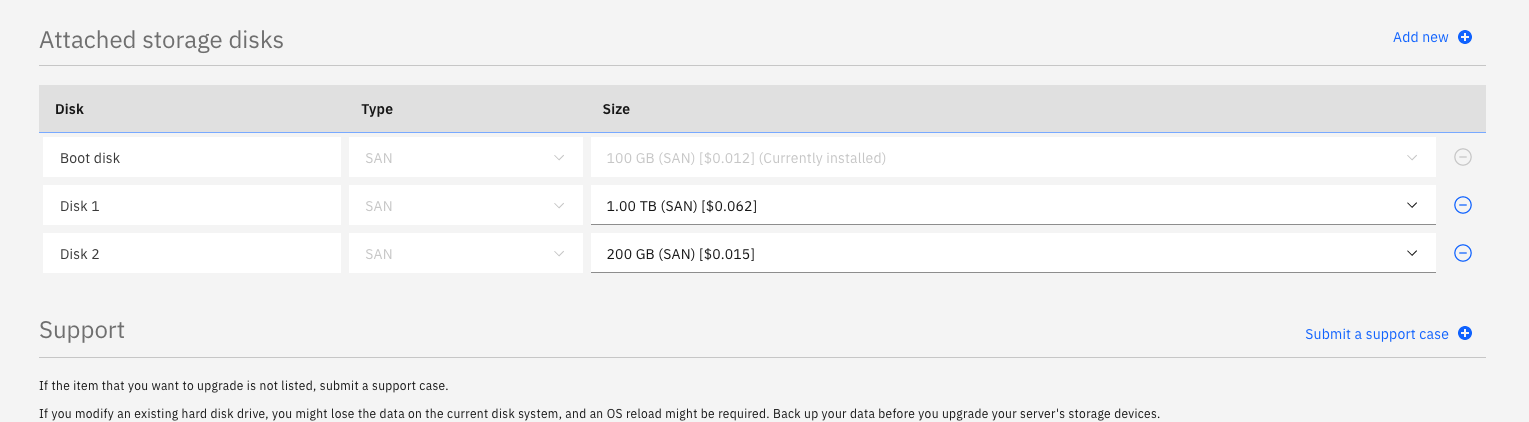 Attached storage disks
Add new
Disk Type Size
Boot disk SAN 100 GB (SAN) [$0.012] (Currently installed)
Disk 1 SAN 1.00 TB (SAN) [$0.062]
Disk 2 SAN 200 GB (SAN) [$0.015]
Support
Submit a support case
If the item that you want to upgrade is not listed, submit a support case.
If you modify an existing hard disk drive, you might lose the data on the current disk system, and an OS reload might be required. Back up your data before you upgrade your server's storage devices.